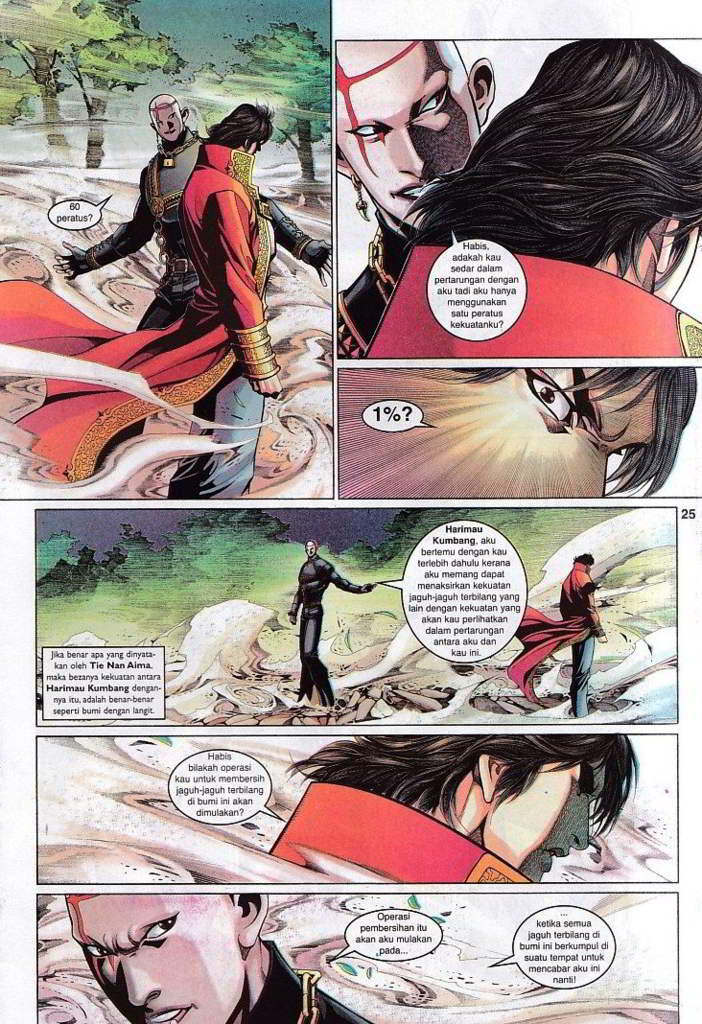 60
peratus?
Habis,
adakah kau
sedar dalam
pertarungan dengan
aku tadi aku hanya
menggunakan
satu peratus
kekuatanku?
1%?
25
Harimau
Kumbang, aku
bertemu dengan kau
terlebih dahulu kerana
aku memang dapat
menaksirkan kekuatan
jaguh-jaguh terbilang yang
lain dengan kekuatan yang
akan kau perlihatkan
dalam pertarungan
antara aku dan
kau ini.
Jika benar apa yang dinyata-
kan oleh Tie Nan Aima,
maka bezanya kekuatan antara
Harimau Kumbang dengan-
nya itu, adalah benar-benar
seperti bumi dengan langit.
Habis
bilakah operasi
kau untuk membersih
jaguh-jaguh terbilang
di bumi ini akan
dimulakan?
Operasi
pembersihan itu
akan aku mulakan
pada...
...
ketika semua
jaguh terbilang di
bumi ini berkumpul di
suatu tempat untuk
mencabar aku ini
nanti!